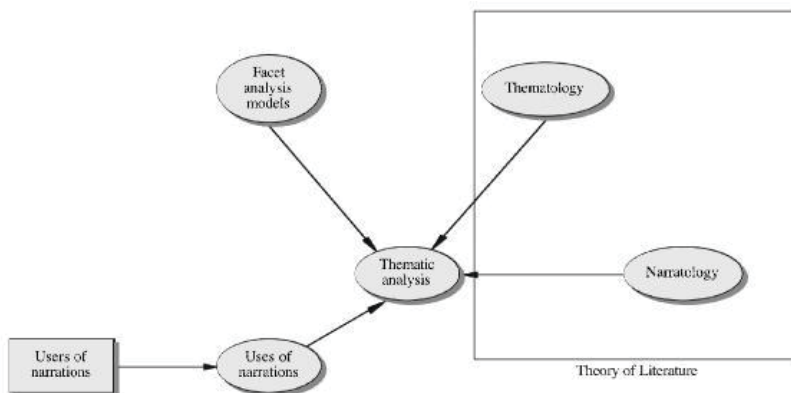 Facet
analysis
models
Thematology
Thematic
analysis
Narratology
Users of
narrations
Uses of
narrations
Theory of Literature